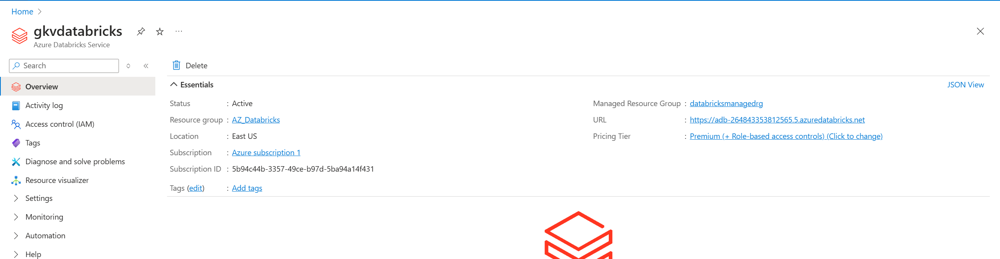 Home
gkvdatabricks
Azure Databricks Service
Search
Overview
Activity log
Access control (IAM)
Tags
Diagnose and solve problems
Resource visualizer
Settings
Monitoring
Automation
Help
Delete
Essentials
JSON View
Status : Active
Resource group : AZ_Databricks
Location : East US
Subscription : Azure subscription 1
Subscription ID : 5b94c44b-3357-49ce-b97d-5ba94a14f431
Tags (edit) : Add tags
Managed Resource Group : databricksmanagedrg
URL : https://adb-264843353812565.5.azuredatabricks.net
Pricing Tier : Premium (+ Role-based access controls) (Click to change)